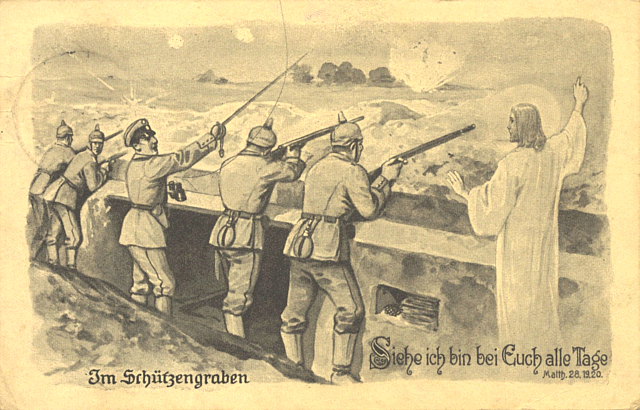 Im Schützengraben
Siehe ich bin bei Euch alle Tage
Matth. 28. 19.20.